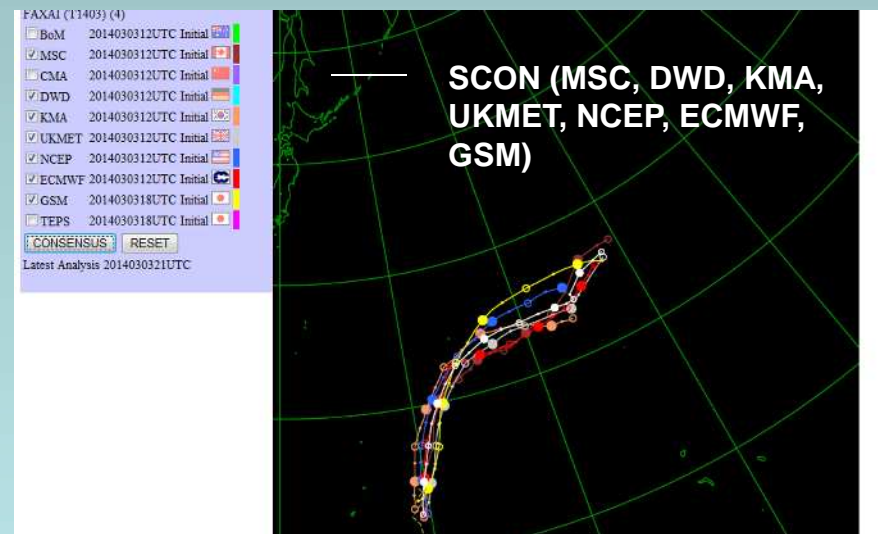 FAXAI (T1403) (4)
BoM 2014030312UTC Initial
MSC 2014030312UTC Initial
CMA 2014030312UTC Initial
DWD 2014030312UTC Initial
KMA 2014030312UTC Initial
UKMET 2014030312UTC Initial
NCEP 2014030312UTC Initial
ECMWF 2014030312UTC Initial
GSM 2014030318UTC Initial
TEPS 2014030318UTC Initial
CONSENSUS RESET
Latest Analysis 2014030321UTC
SCON (MSC, DWD, KMA,
UKMET, NCEP, ECMWF,
GSM)